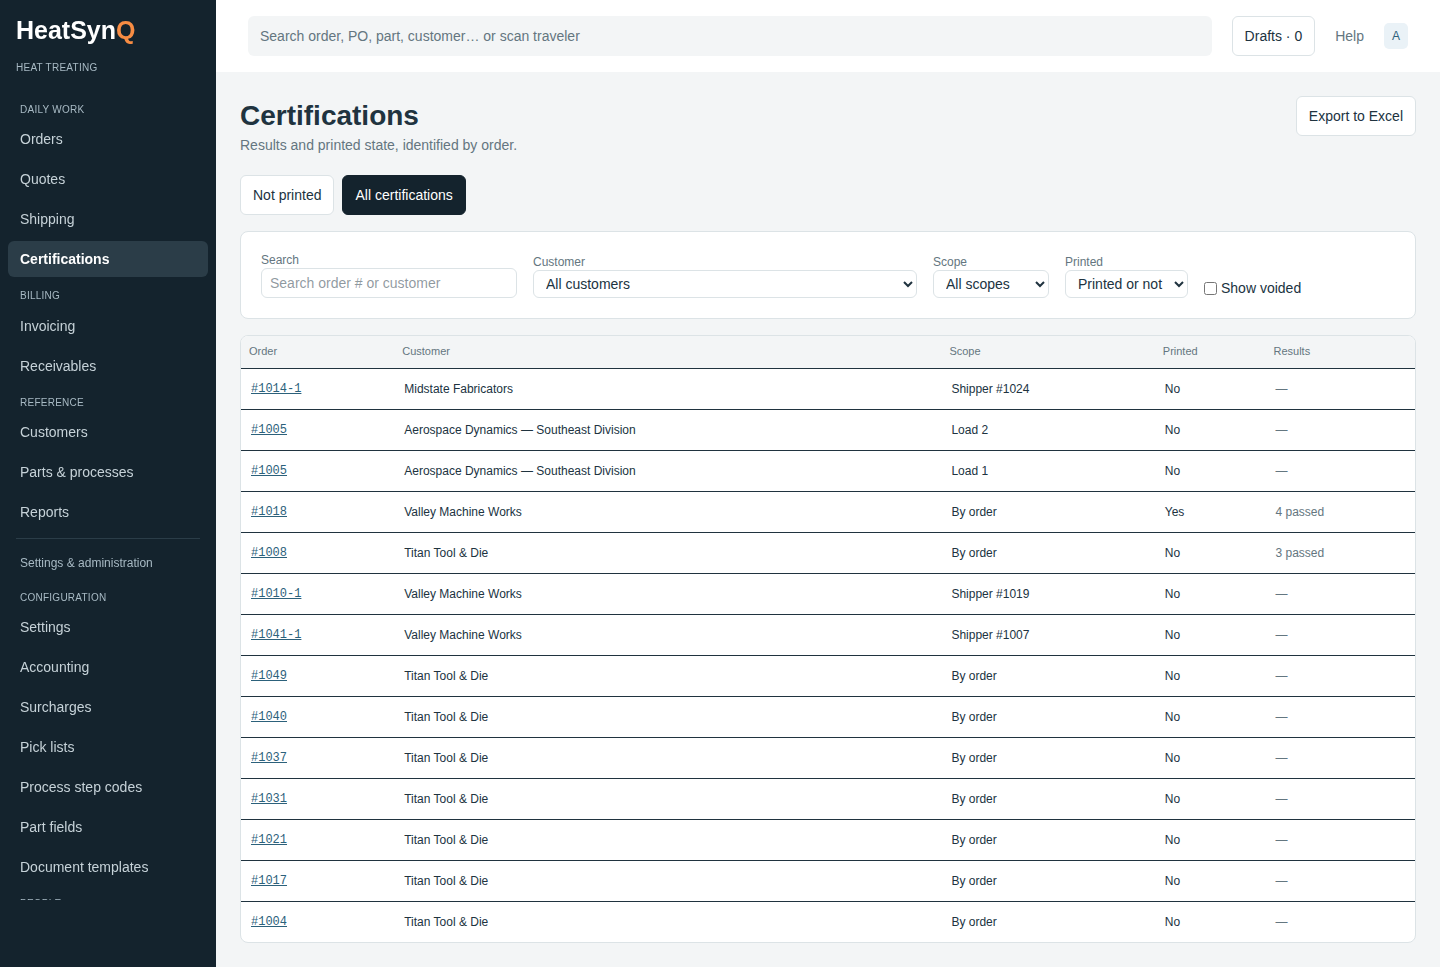 HeatSynQ
HEAT TREATING
DAILY WORK
Orders
Quotes
Shipping
Certifications
BILLING
Invoicing
Receivables
REFERENCE
Customers
Parts & processes
Reports
Settings & administration
CONFIGURATION
Settings
Accounting
Surcharges
Pick lists
Process step codes
Part fields
Document templates
Search order, PO, part, customer… or scan traveler
Drafts · 0
Help
A
Certifications
Results and printed state, identified by order.
Export to Excel
Not printed
All certifications
Search
Search order # or customer
Customer
All customers
Scope
All scopes
Printed
Printed or not
Show voided
Order Customer Scope Printed Results
#1014-1 Midstate Fabricators Shipper #1024 No —
#1005 Aerospace Dynamics — Southeast Division Load 2 No —
#1005 Aerospace Dynamics — Southeast Division Load 1 No —
#1018 Valley Machine Works By order Yes 4 passed
#1008 Titan Tool & Die By order No 3 passed
#1010-1 Valley Machine Works Shipper #1019 No —
#1041-1 Valley Machine Works Shipper #1007 No —
#1049 Titan Tool & Die By order No —
#1040 Titan Tool & Die By order No —
#1037 Titan Tool & Die By order No —
#1031 Titan Tool & Die By order No —
#1021 Titan Tool & Die By order No —
#1017 Titan Tool & Die By order No —
#1004 Titan Tool & Die By order No —